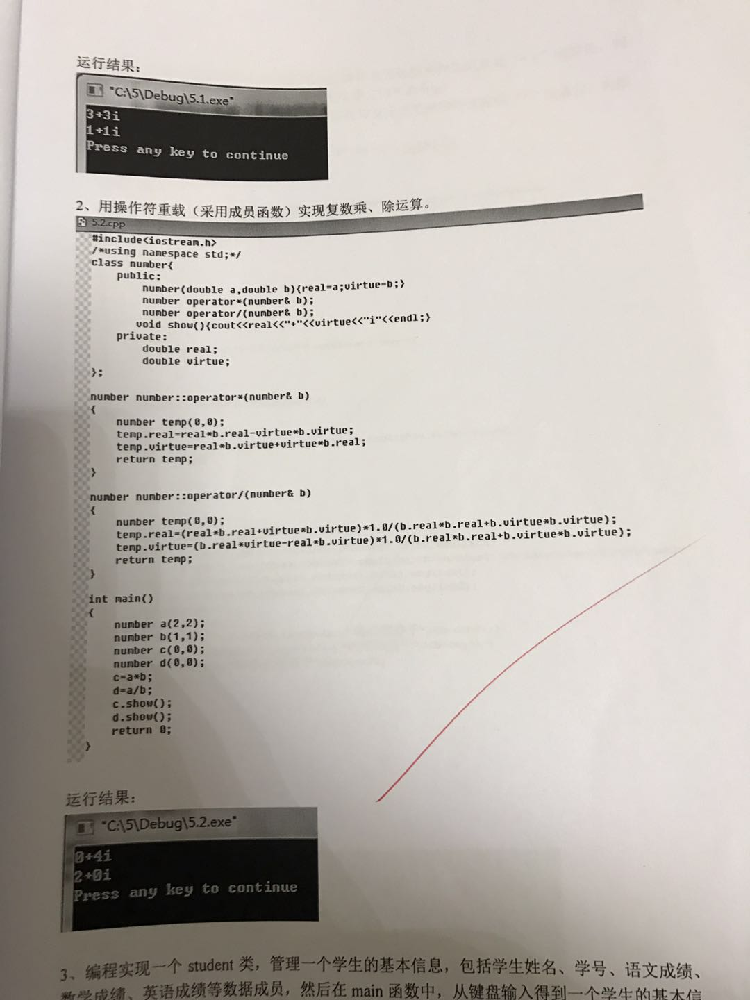 运行结果：
"C:\5\Debug\5.1.exe"
3+3i
1+1i
Press any key to continue
2、用操作符重载（采用成员函数）实现复数乘、除运算。
5.2.cpp
#include<iostream.h>
/*using namespace std;*/
class number{
public:
number(double a,double b){real=a;virtue=b;}
number operator*(number& b);
number operator/(number& b);
void show(){cout<<real<<"+"<<virtue<<"i"<<endl;}
private:
double real;
double virtue;
};
number number::operator*(number& b)
{
number temp(0,0);
temp.real=real*b.real-virtue*b.virtue;
temp.virtue=real*b.virtue+virtue*b.real;
return temp;
}
number number::operator/(number& b)
{
number temp(0,0);
temp.real=(real*b.real+virtue*b.virtue)*1.0/(b.real*b.real+b.virtue*b.virtue);
temp.virtue=(b.real*virtue-real*b.virtue)*1.0/(b.real*b.real+b.virtue*b.virtue);
return temp;
}
int main()
{
number a(2,2);
number b(1,1);
number c(0,0);
number d(0,0);
c=a*b;
d=a/b;
c.show();
d.show();
return 0;
}
运行结果：
"C:\5\Debug\5.2.exe"
0+4i
2+0i
Press any key to continue
3、编程实现一个 student 类，管理一个学生的基本信息，包括学生姓名、学号、语文成绩、
数学成绩、英语成绩等数据成员，然后在 main 函数中，从键盘输入得到一个学生的基本信